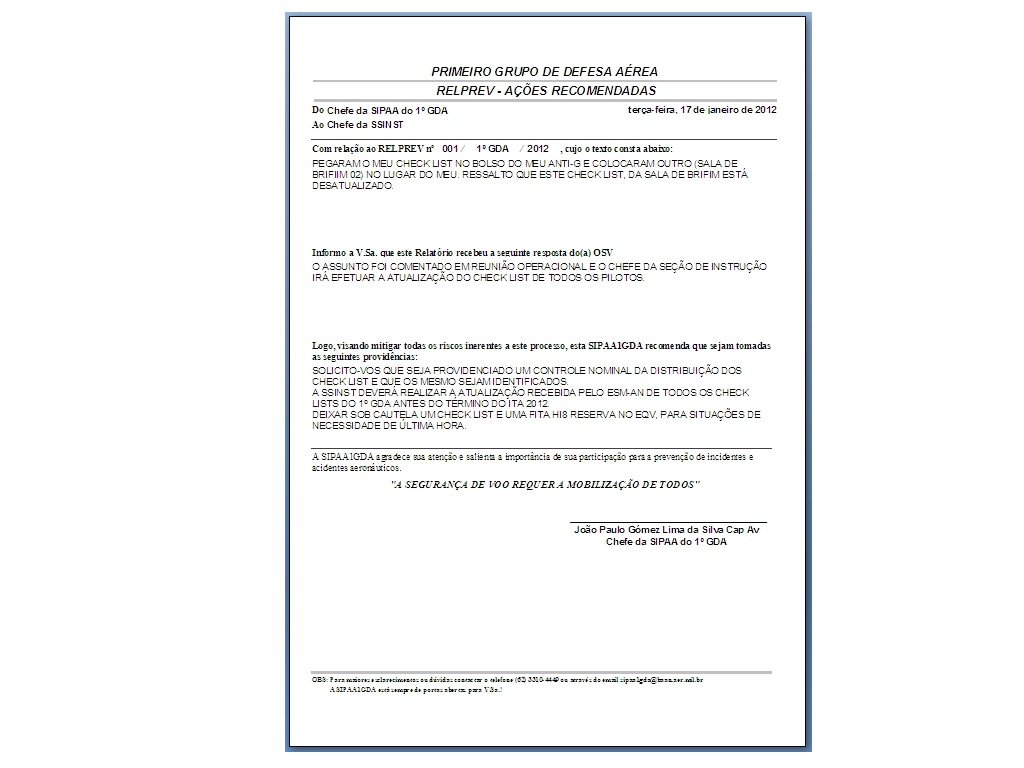 PRIMEIRO GRUPO DE DEFESA AÉREA
RELPREV - AÇÕES RECOMENDADAS
Do Chefe da SIPAA do 1º GDA terça-feira, 17 de janeiro de 2012
Ao Chefe da SSINST
Com relação ao RELPREV nº 001 / 1º GDA / 2012 , cujo o texto consta abaixo:
PEGARAM O MEU CHECK LIST NO BOLSO DO MEU ANTI-G E COLOCARAM OUTRO (SALA DE
BRIFIIM 02) NO LUGAR DO MEU. RESSALTO QUE ESTE CHECK LIST, DA SALA DE BRIFIM ESTÁ
DESATUALIZADO.
Informo a V.Sa. que este Relatório recebeu a seguinte resposta do(a) OSV
O ASSUNTO FOI COMENTADO EM REUNIÃO OPERACIONAL E O CHEFE DA SEÇÃO DE INSTRUÇÃO
IRÁ EFETUAR A ATUALIZAÇÃO DO CHECK LIST DE TODOS OS PILOTOS.
Logo, visando mitigar todas os riscos inerentes a este processo, esta SIPAA1GDA recomenda que sejam tomadas
as seguintes providências:
SOLICITO-VOS QUE SEJA PROVIDENCIADO UM CONTROLE NOMINAL DA DISTRIBUIÇÃO DOS
CHECK LIST E QUE OS MESMO SEJAM IDENTIFICADOS.
A SSINST DEVERÁ REALIZAR A ATUALIZAÇÃO RECEBIDA PELO ESM-AN DE TODOS OS CHECK
LISTS DO 1º GDA ANTES DO TÉRMINO DO ITA 2012.
DEIXAR SOB CAUTELA UM CHECK LIST E UMA FITA HI8 RESERVA NO EQV, PARA SITUAÇÕES DE
NECESSIDADE DE ÚLTIMA HORA.
A SIPAA1GDA agradece sua atenção e salienta a importância de sua participação para a prevenção de incidentes e
acidentes aeronáuticos.
"A SEGURANÇA DE VOO REQUER A MOBILIZAÇÃO DE TODOS"
João Paulo Gómez Lima da Silva Cap Av
Chefe da SIPAA do 1º GDA
OBS: Para maiores esclarecimentos ou dúvidas contactar o telefone (62) 3310-4449 ou através do email sipaa1gda@baan.aer.mil.br
A SIPAA1GDA está sempre de portas abertas para V.Sa.!